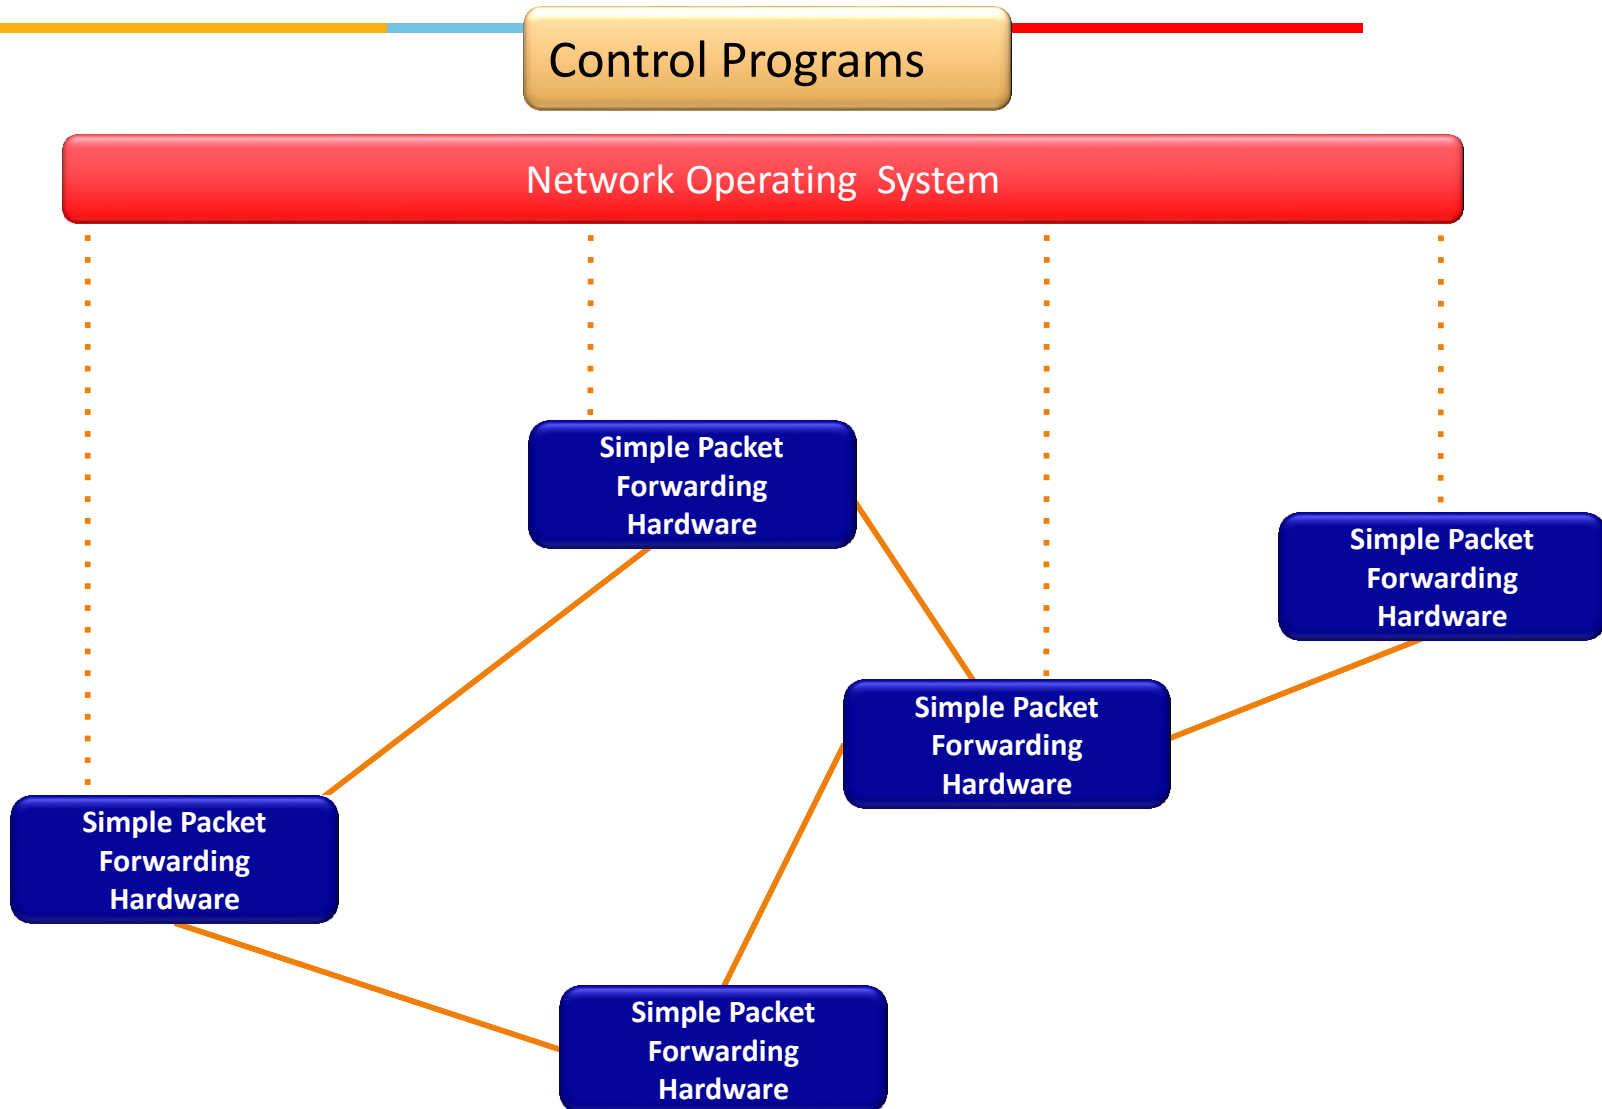 Control Programs
Network Operating  System
Simple Packet
Forwarding
Hardware
Simple Packet
Forwarding
Hardware
Simple Packet
Forwarding
Hardware
Simple Packet
Forwarding
Hardware
Simple Packet
Forwarding
Hardware